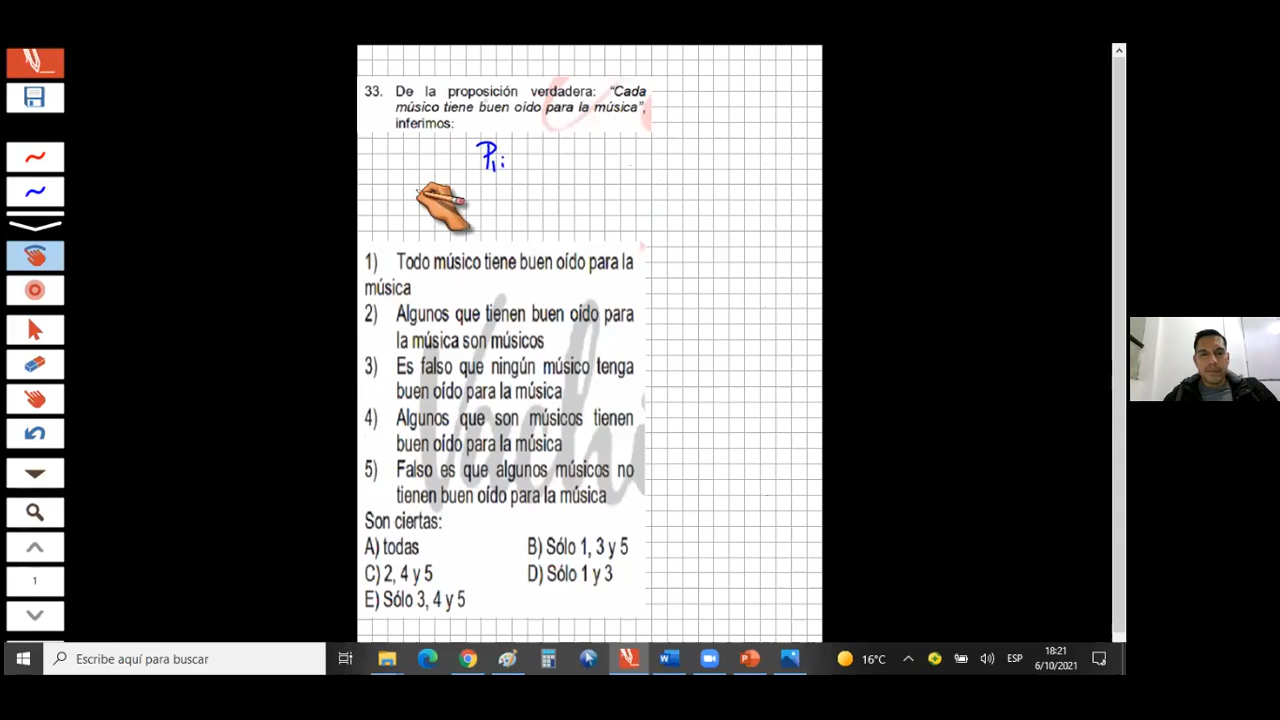 33. De la proposición verdadera: "Cada
músico tiene buen oído para la música",
inferimos:
P₁:
1) Todo músico tiene buen oído para la
música
2) Algunos que tienen buen oído para
la música son músicos
3) Es falso que ningún músico tenga
buen oído para la música
4) Algunos que son músicos tienen
buen oído para la música
5) Falso es que algunos músicos no
tienen buen oído para la música
Son ciertas:
A) todas B) Sólo 1, 3 y 5
C) 2, 4 y 5 D) Sólo 1 y 3
E) Sólo 3, 4 y 5
1
Escribe aquí para buscar
16°C
ESP
18:21
6/10/2021